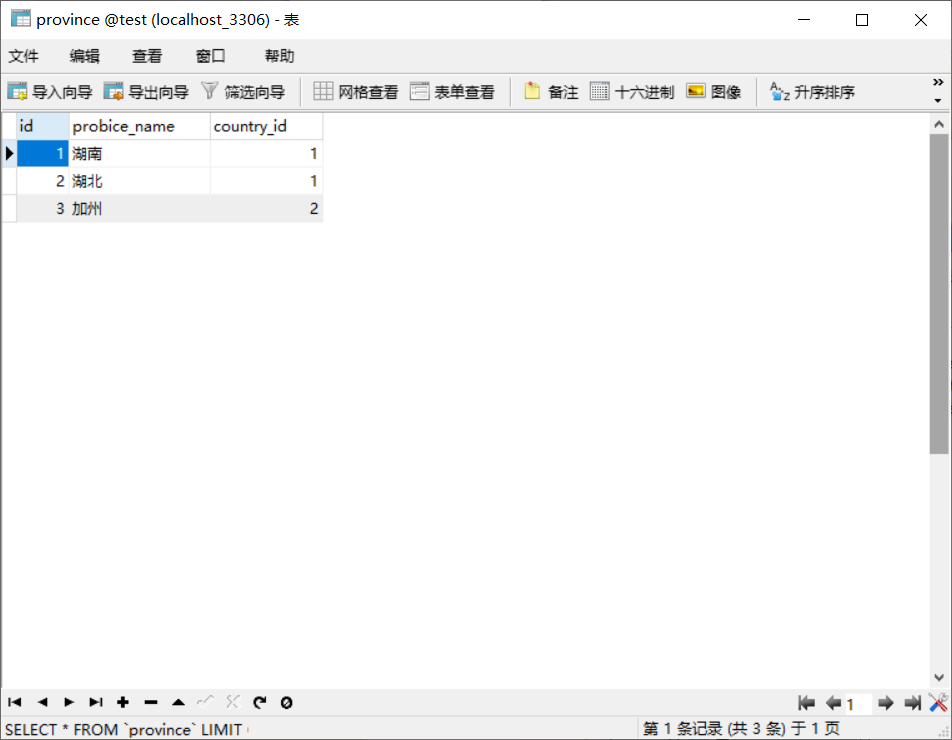 province @test (localhost_3306) - 表
文件 编辑 查看 窗口 帮助
导入向导 导出向导 筛选向导 网格查看 表单查看 备注 十六进制 图像 升序排序
id probice_name country_id
1 湖南 1
2 湖北 1
3 加州 2
1
SELECT * FROM `province` LIMIT
第 1 条记录 (共 3 条) 于 1 页